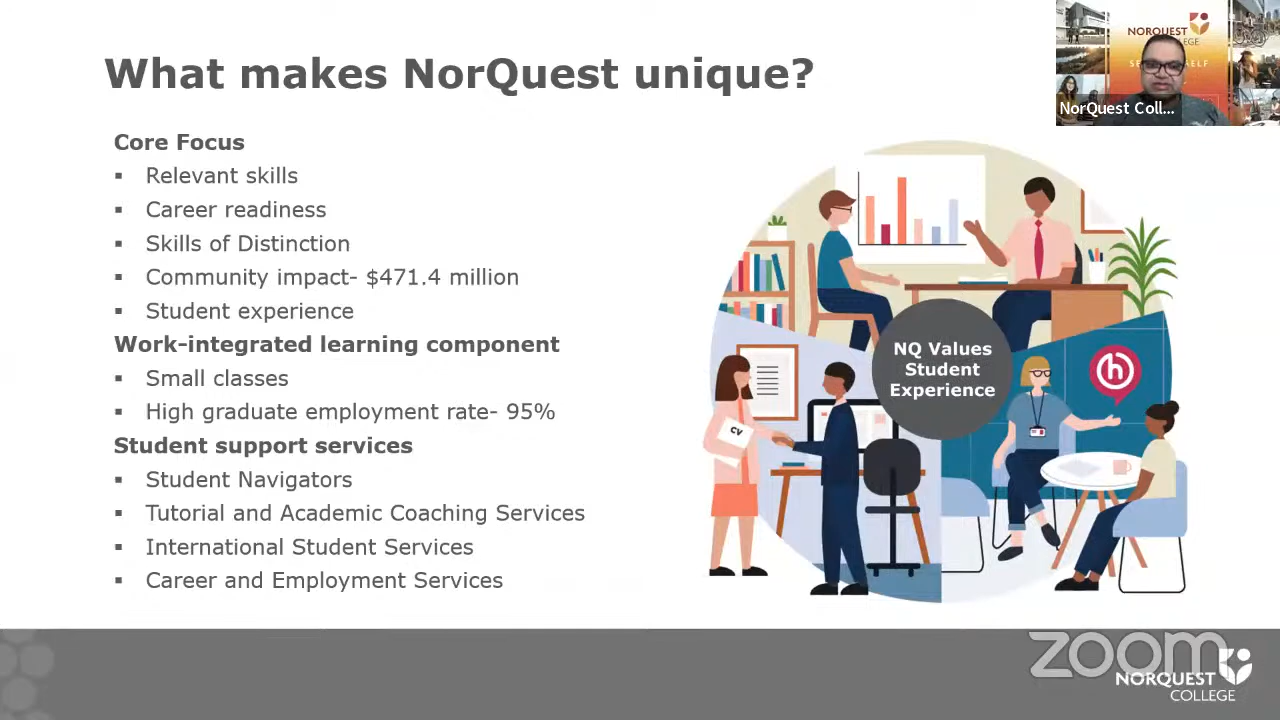 What makes NorQuest unique?
Core Focus
▪ Relevant skills
▪ Career readiness
▪ Skills of Distinction
▪ Community impact- $471.4 million
▪ Student experience
Work-integrated learning component
▪ Small classes
▪ High graduate employment rate- 95%
Student support services
▪ Student Navigators
▪ Tutorial and Academic Coaching Services
▪ International Student Services
▪ Career and Employment Services
NORQUEST
NorQuest Coll...
NQ Values
Student
Experience
h
CV
zoom
NORQUEST
COLLEGE